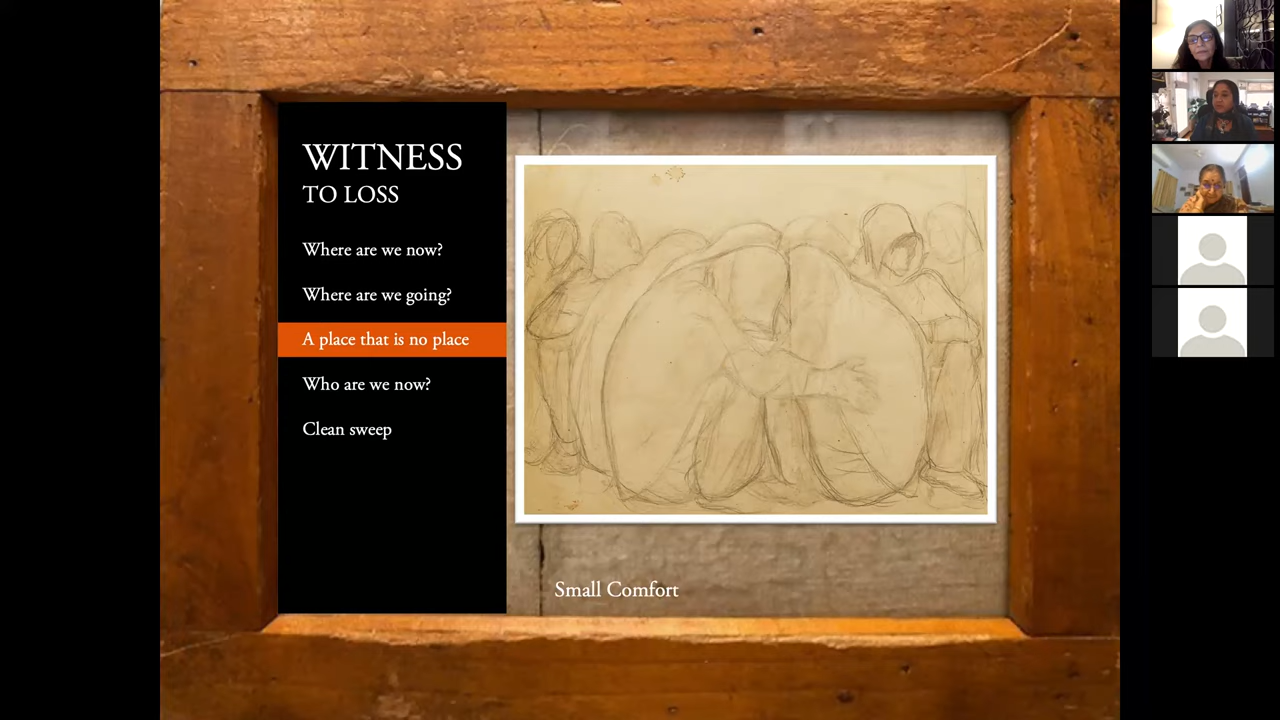 WITNESS
TO LOSS
Where are we now?
Where are we going?
A place that is no place
Who are we now?
Clean sweep
Small Comfort